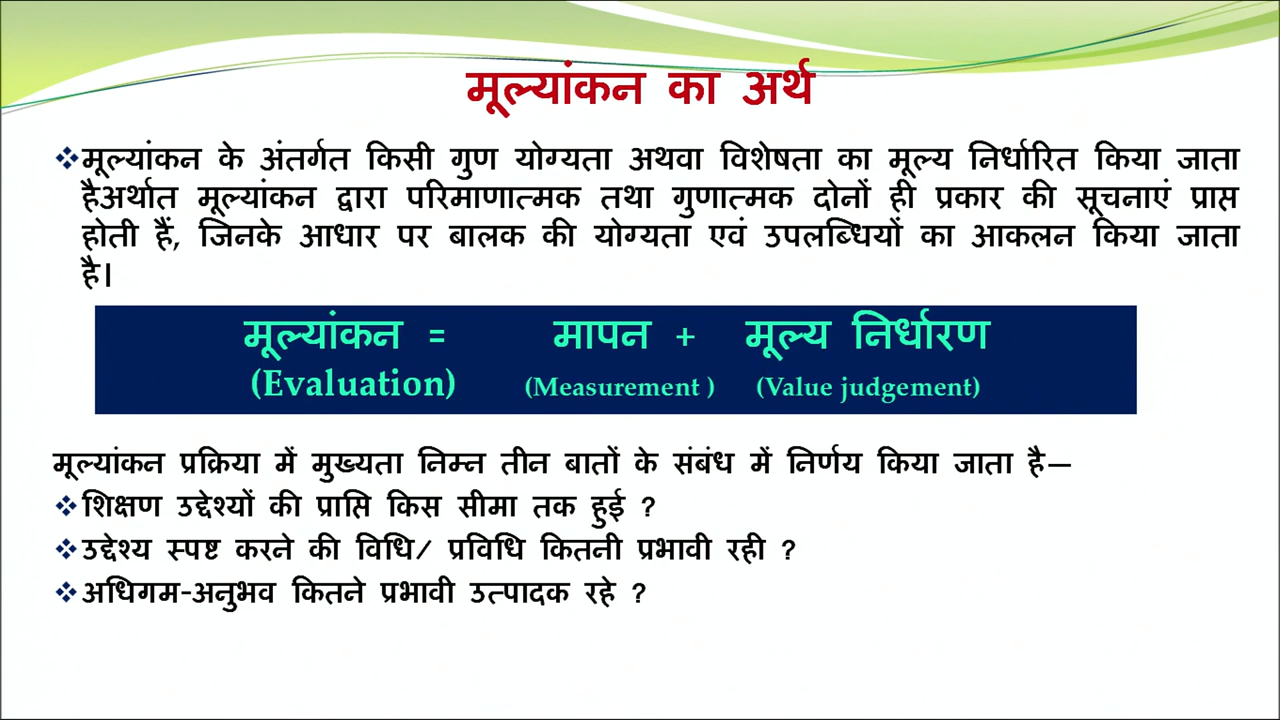 मूल्यांकन का अर्थ
❖मूल्यांकन के अंतर्गत किसी गुण योग्यता अथवा विशेषता का मूल्य निर्धारित किया जाता
हैअर्थात मूल्यांकन द्वारा परिमाणात्मक तथा गुणात्मक दोनों ही प्रकार की सूचनाएं प्राप्त
होती हैं, जिनके आधार पर बालक की योग्यता एवं उपलब्धियों का आकलन किया जाता
है।
मूल्यांकन = मापन + मूल्य निर्धारण
(Evaluation) (Measurement ) (Value judgement)
मूल्यांकन प्रक्रिया में मुख्यता निम्न तीन बातों के संबंध में निर्णय किया जाता है—
❖शिक्षण उद्देश्यों की प्राप्ति किस सीमा तक हुई ?
❖उद्देश्य स्पष्ट करने की विधि/ प्रविधि कितनी प्रभावी रही ?
❖अधिगम-अनुभव कितने प्रभावी उत्पादक रहे ?